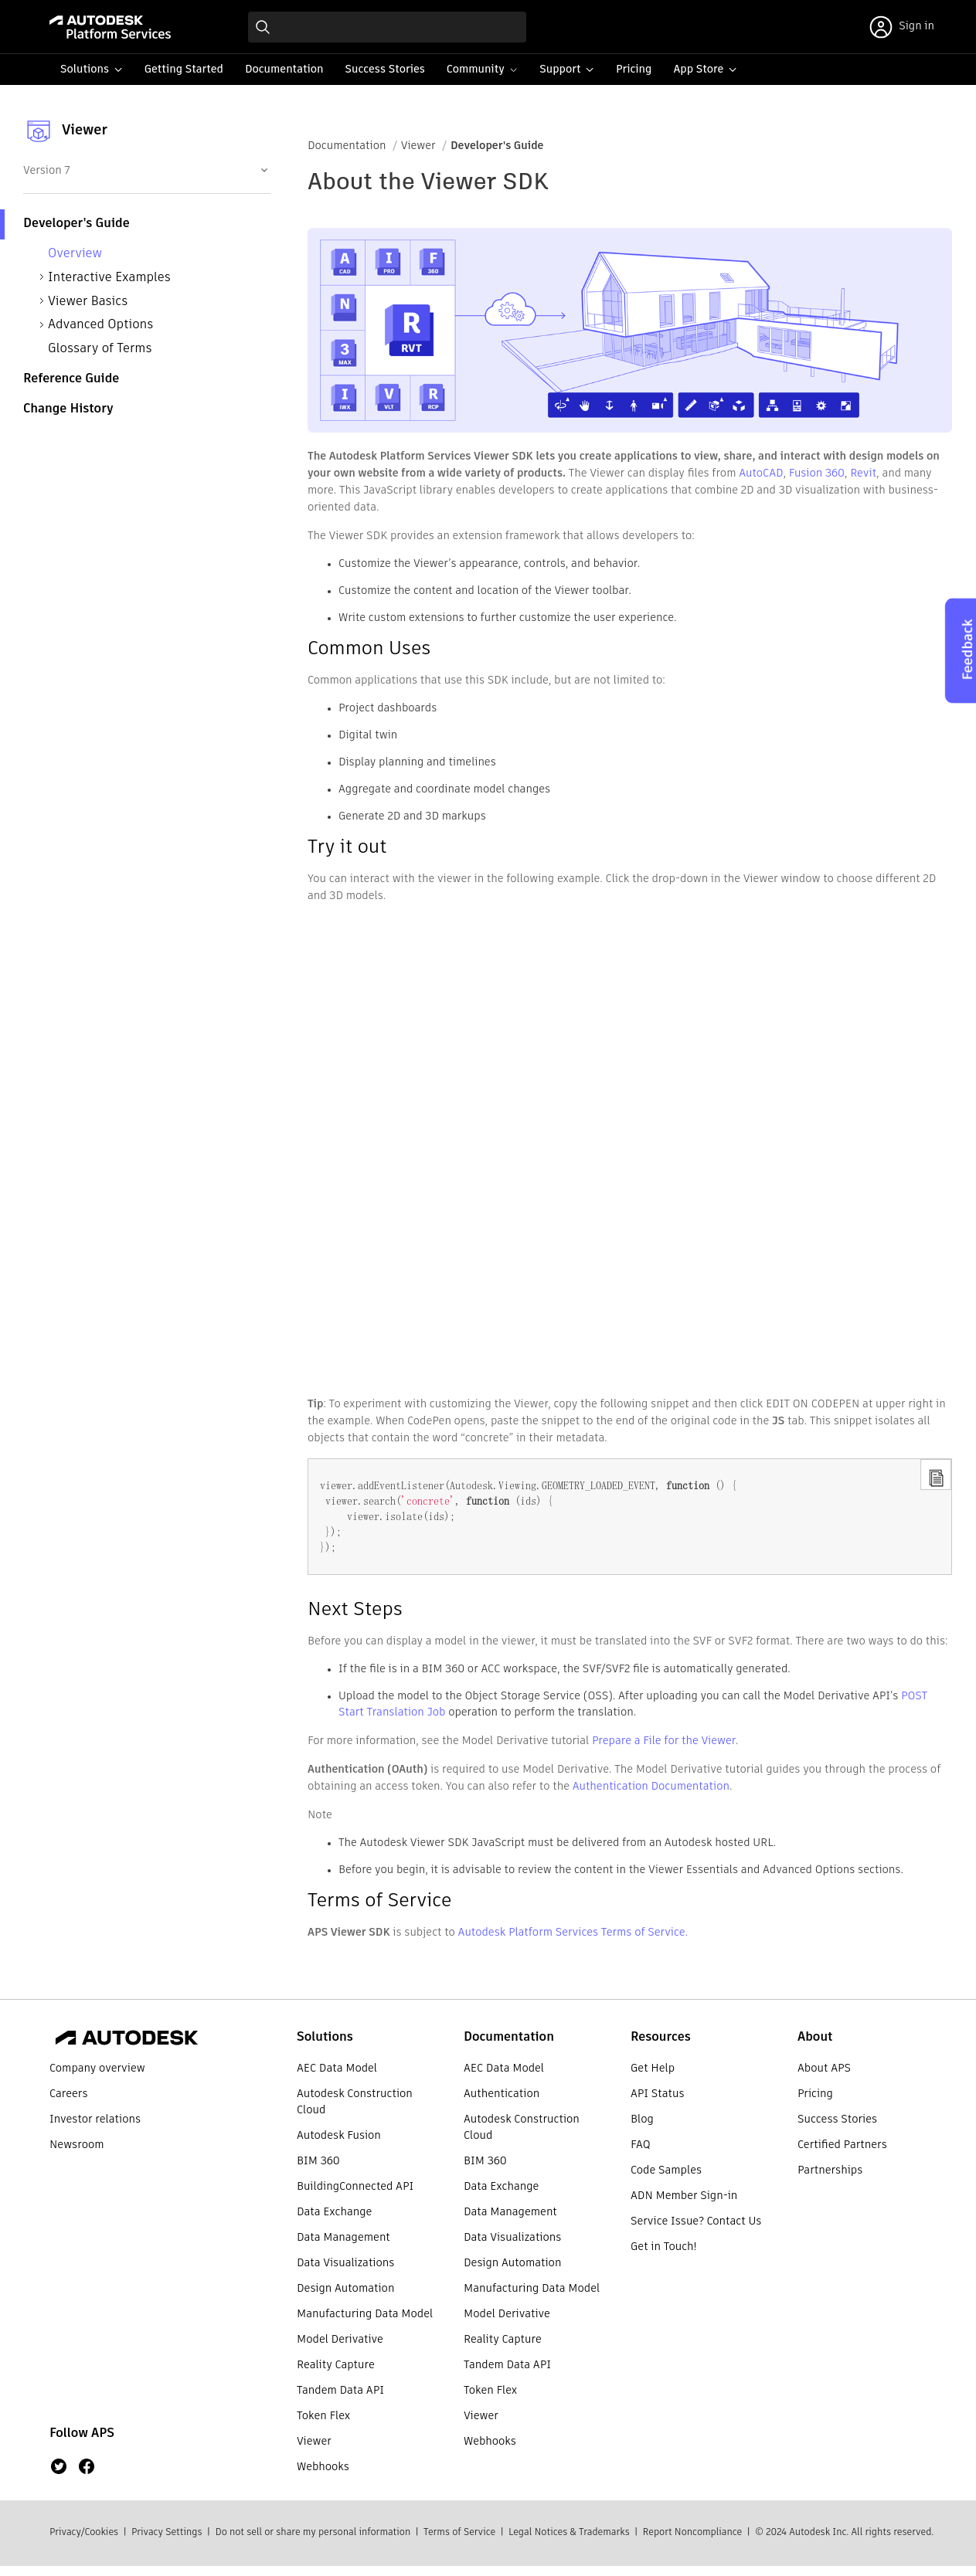 AUTODESK
Platform Services
Sign in
Solutions
Getting Started
Documentation
Success Stories
Community
Support
Pricing
App Store
Viewer
Version 7
Developer's Guide
Overview
Interactive Examples
Viewer Basics
Advanced Options
Glossary of Terms
Reference Guide
Change History
Documentation / Viewer / Developer's Guide
About the Viewer SDK
A CAD
I PRO
F 360
N
R RVT
3 MAX
I IWX
V VLT
R RCP
The Autodesk Platform Services Viewer SDK lets you create applications to view, share, and interact with design models on
your own website from a wide variety of products. The Viewer can display files from AutoCAD, Fusion 360, Revit, and many
more. This JavaScript library enables developers to create applications that combine 2D and 3D visualization with business-
oriented data.
The Viewer SDK provides an extension framework that allows developers to:
Customize the Viewer's appearance, controls, and behavior.
Customize the content and location of the Viewer toolbar.
Write custom extensions to further customize the user experience.
Feedback
Common Uses
Common applications that use this SDK include, but are not limited to:
Project dashboards
Digital twin
Display planning and timelines
Aggregate and coordinate model changes
Generate 2D and 3D markups
Try it out
You can interact with the viewer in the following example. Click the drop-down in the Viewer window to choose different 2D
and 3D models.
Tip: To experiment with customizing the Viewer, copy the following snippet and then click EDIT ON CODEPEN at upper right in
the example. When CodePen opens, paste the snippet to the end of the original code in the JS tab. This snippet isolates all
objects that contain the word “concrete” in their metadata.
viewer.addEventListener(Autodesk.Viewing.GEOMETRY_LOADED_EVENT, function () {
viewer.search('concrete', function (ids) {
viewer.isolate(ids);
});
});
Next Steps
Before you can display a model in the viewer, it must be translated into the SVF or SVF2 format. There are two ways to do this:
If the file is in a BIM 360 or ACC workspace, the SVF/SVF2 file is automatically generated.
Upload the model to the Object Storage Service (OSS). After uploading you can call the Model Derivative API's POST
Start Translation Job operation to perform the translation.
For more information, see the Model Derivative tutorial Prepare a File for the Viewer.
Authentication (OAuth) is required to use Model Derivative. The Model Derivative tutorial guides you through the process of
obtaining an access token. You can also refer to the Authentication Documentation.
Note
The Autodesk Viewer SDK JavaScript must be delivered from an Autodesk hosted URL.
Before you begin, it is advisable to review the content in the Viewer Essentials and Advanced Options sections.
Terms of Service
APS Viewer SDK is subject to Autodesk Platform Services Terms of Service.
AUTODESK
Company overview
Careers
Investor relations
Newsroom
Follow APS
Solutions
AEC Data Model
Autodesk Construction
Cloud
Autodesk Fusion
BIM 360
BuildingConnected API
Data Exchange
Data Management
Data Visualizations
Design Automation
Manufacturing Data Model
Model Derivative
Reality Capture
Tandem Data API
Token Flex
Viewer
Webhooks
Documentation
AEC Data Model
Authentication
Autodesk Construction
Cloud
BIM 360
Data Exchange
Data Management
Data Visualizations
Design Automation
Manufacturing Data Model
Model Derivative
Reality Capture
Tandem Data API
Token Flex
Viewer
Webhooks
Resources
Get Help
API Status
Blog
FAQ
Code Samples
ADN Member Sign-in
Service Issue? Contact Us
Get in Touch!
About
About APS
Pricing
Success Stories
Certified Partners
Partnerships
Privacy/Cookies | Privacy Settings | Do not sell or share my personal information | Terms of Service | Legal Notices & Trademarks | Report Noncompliance | © 2024 Autodesk Inc. All rights reserved.